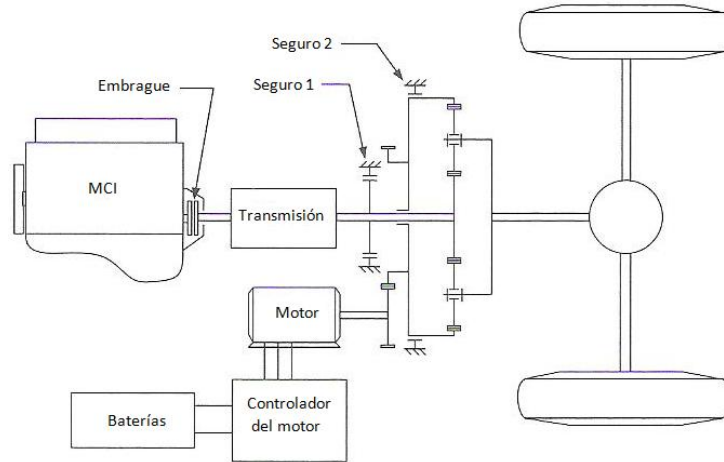 Seguro 2
Embrague
Seguro 1
MCI
Transmisión
Motor
Baterías
Controlador
del motor